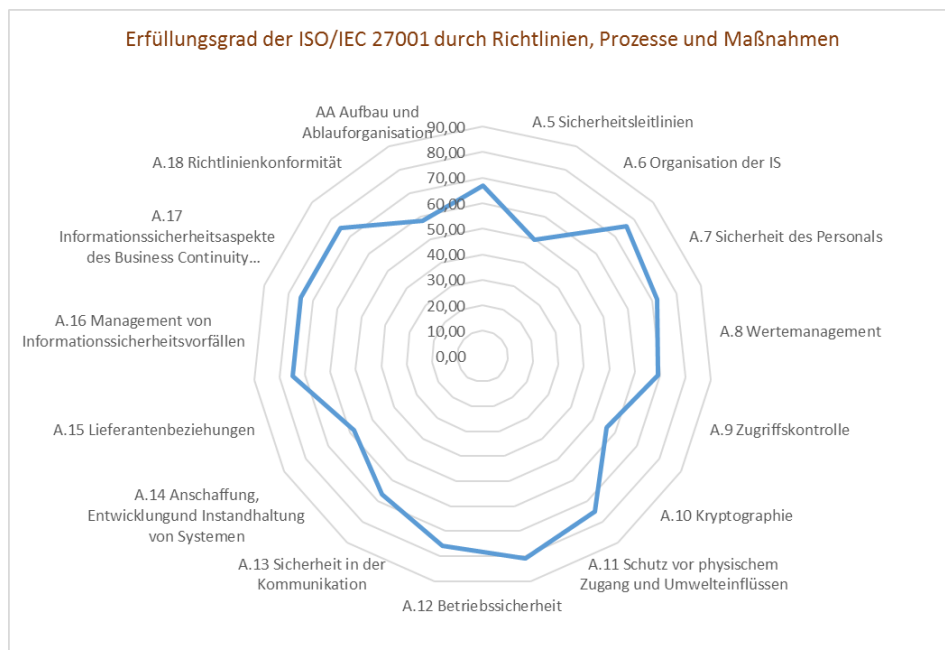 Erfüllungsgrad der ISO/IEC 27001 durch Richtlinien, Prozesse und Maßnahmen
AA Aufbau und
Ablauforganisation
A.5 Sicherheitsleitlinien
A.6 Organisation der IS
A.7 Sicherheit des Personals
A.8 Wertemanagement
A.9 Zugriffskontrolle
A.10 Kryptographie
A.11 Schutz vor physischem
Zugang und Umwelteinflüssen
A.12 Betriebssicherheit
A.13 Sicherheit in der
Kommunikation
A.14 Anschaffung,
Entwicklungund Instandhaltung
von Systemen
A.15 Lieferantenbeziehungen
A.16 Management von
Informationssicherheitsvorfällen
A.17
Informationssicherheitsaspekte
des Business Continuity…
A.18 Richtlinienkonformität
90,00
80,00
70,00
60,00
50,00
40,00
30,00
20,00
10,00
0,00